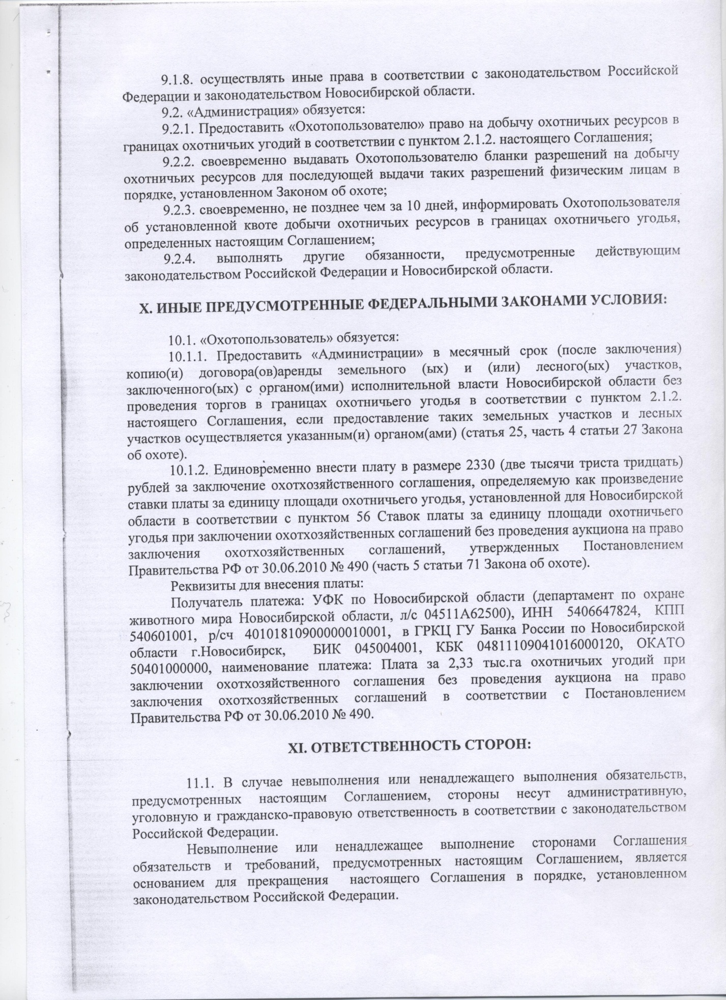 9.1.8. осуществлять иные права в соответствии с законодательством Российской
Федерации и законодательством Новосибирской области.
9.2. «Администрация» обязуется:
9.2.1. Предоставить «Охотопользователю» право на добычу охотничьих ресурсов в
границах охотничьих угодий в соответствии с пунктом 2.1.2. настоящего Соглашения;
9.2.2. своевременно выдавать Охотопользователю бланки разрешений на добычу
охотничьих ресурсов для последующей выдачи таких разрешений физическим лицам в
порядке, установленном Законом об охоте;
9.2.3. своевременно, не позднее чем за 10 дней, информировать Охотопользователя
об установленной квоте добычи охотничьих ресурсов в границах охотничьего угодья,
определенных настоящим Соглашением;
9.2.4. выполнять другие обязанности, предусмотренные действующим
законодательством Российской Федерации и Новосибирской области.
X. ИНЫЕ ПРЕДУСМОТРЕННЫЕ ФЕДЕРАЛЬНЫМИ ЗАКОНАМИ УСЛОВИЯ:
10.1. «Охотопользователь» обязуется:
10.1.1. Предоставить «Администрации» в месячный срок (после заключения)
копию(и) договора(ов)аренды земельного (ых) и (или) лесного(ых) участков,
заключенного(ых) с органом(ими) исполнительной власти Новосибирской области без
проведения торгов в границах охотничьего угодья в соответствии с пунктом 2.1.2.
настоящего Соглашения, если предоставление таких земельных участков и лесных
участков осуществляется указанным(и) органом(ами) (статья 25, часть 4 статьи 27 Закона
об охоте).
10.1.2. Единовременно внести плату в размере 2330 (две тысячи триста тридцать)
рублей за заключение охотхозяйственного соглашения, определяемую как произведение
ставки платы за единицу площади охотничьего угодья, установленной для Новосибирской
области в соответствии с пунктом 56 Ставок платы за единицу площади охотничьего
угодья при заключении охотхозяйственных соглашений без проведения аукциона на право
заключения охотхозяйственных соглашений, утвержденных Постановлением
Правительства РФ от 30.06.2010 № 490 (часть 5 статьи 71 Закона об охоте).
Реквизиты для внесения платы:
Получатель платежа: УФК по Новосибирской области (департамент по охране
животного мира Новосибирской области, л/с 04511А62500), ИНН 5406647824, КПП
540601001, р/сч 40101810900000010001, в ГРКЦ ГУ Банка России по Новосибирской
области г.Новосибирск, БИК 045004001, КБК 04811109041016000120, ОКАТО
50401000000, наименование платежа: Плата за 2,33 тыс.га охотничьих угодий при
заключении охотхозяйственного соглашения без проведения аукциона на право
заключения охотхозяйственных соглашений в соответствии с Постановлением
Правительства РФ от 30.06.2010 № 490.
XI. ОТВЕТСТВЕННОСТЬ СТОРОН:
11.1. В случае невыполнения или ненадлежащего выполнения обязательств,
предусмотренных настоящим Соглашением, стороны несут административную,
уголовную и гражданско-правовую ответственность в соответствии с законодательством
Российской Федерации.
Невыполнение или ненадлежащее выполнение сторонами Соглашения
обязательств и требований, предусмотренных настоящим Соглашением, является
основанием для прекращения настоящего Соглашения в порядке, установленном
законодательством Российской Федерации.